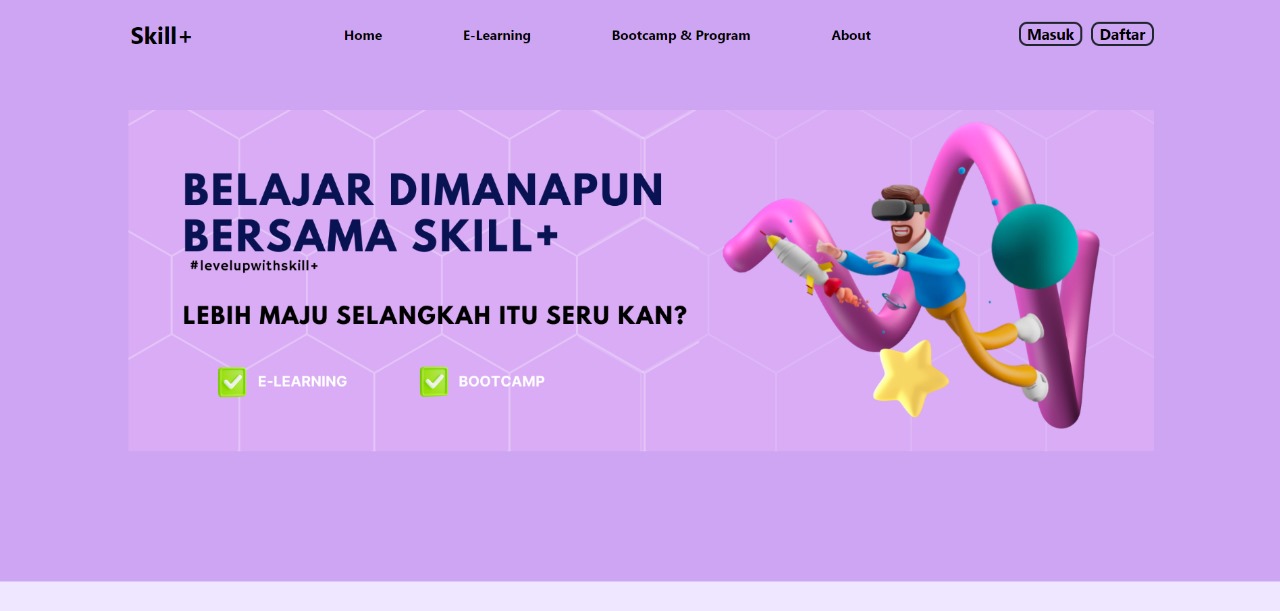 Skill+
Home
E-Learning
Bootcamp & Program
About
Masuk
Daftar
BELAJAR DIMANAPUN
BERSAMA SKILL+
#levelupwithskill+
LEBIH MAJU SELANGKAH ITU SERU KAN?
E-LEARNING
BOOTCAMP